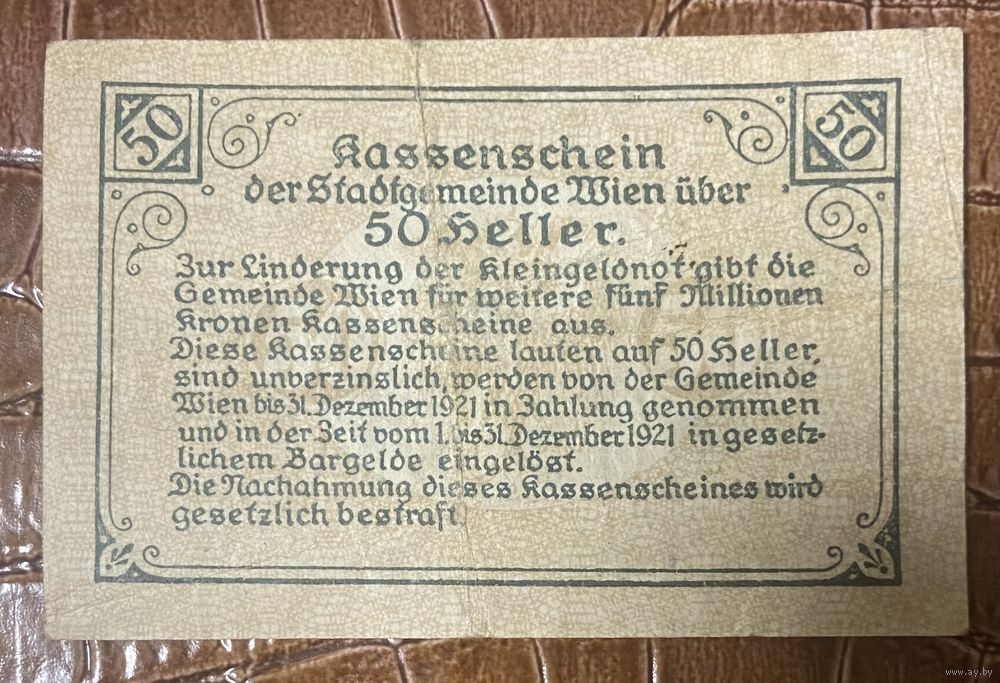 50 50
Kassenschein
der Stadtgemeinde Wien über
50 Heller.
Zur Linderung der Kleingeldnot gibt die
Gemeinde Wien für weitere fünf Millionen
Kronen Kassenscheine aus.
Diese Kassenscheine lauten auf 50 Heller,
sind unverzinslich, werden von der Gemeinde
Wien bis 31. Dezember 1921 in Zahlung genommen
und in der Zeit vom 1. bis 31. Dezember 1921 in gesetz-
lichem Bargelde eingelöst.
Die Nachahmung dieses Kassenscheines wird
gesetzlich bestraft.
www.ay.by